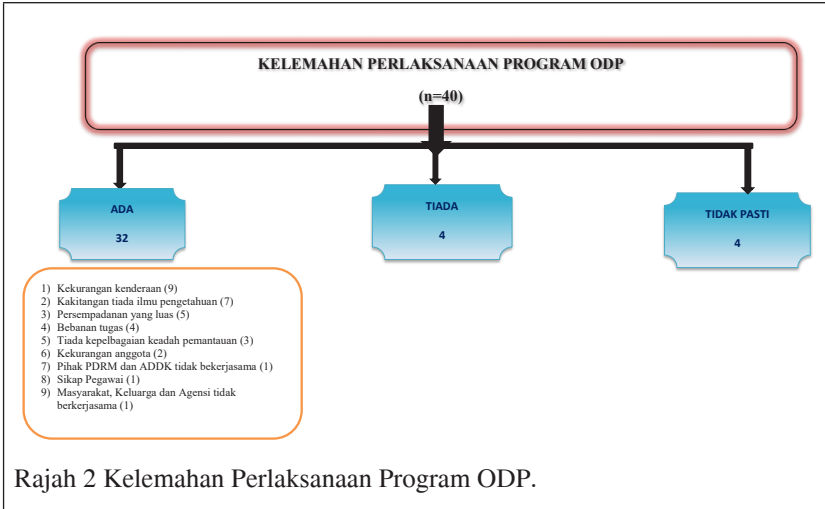 KELEMAHAN PERLAKSANAAN PROGRAM ODP
(n=40)
ADA
32
TIADA
4
TIDAK PASTI
4
1) Kekurangan kenderaan (9)
2) Kakitangan tiada ilmu pengetahuan (7)
3) Persempadanan yang luas (5)
4) Bebanan tugas (4)
5) Tiada kepelbagaian keadah pemantauan (3)
6) Kekurangan anggota (2)
7) Pihak PDRM dan ADDK tidak bekerjasama (1)
8) Sikap Pegawai (1)
9) Masyarakat, Keluarga dan Agensi tidak
berkerjasama (1)
Rajah 2 Kelemahan Perlaksanaan Program ODP.